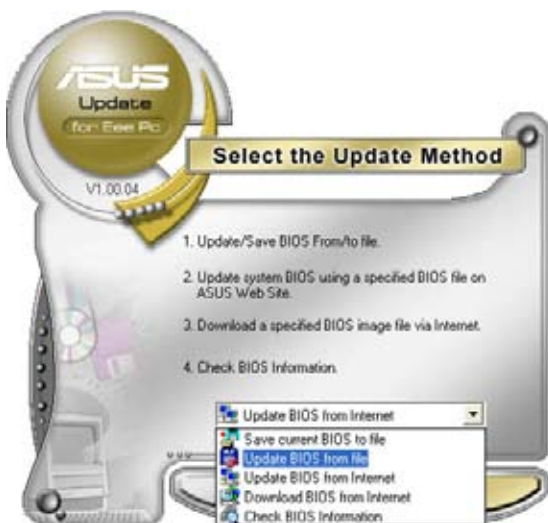 ASUS
Update
for Eee Pc
V1.00.04
Select the Update Method
1. Update/Save BIOS From/to file.
2. Update system BIOS using a specified BIOS file on
ASUS Web Site.
3. Download a specified BIOS image file via Internet.
4. Check BIOS Information.
Update BIOS from Internet
Save current BIOS to file
Update BIOS from file
Update BIOS from Internet
Download BIOS from Internet
Check BIOS Information